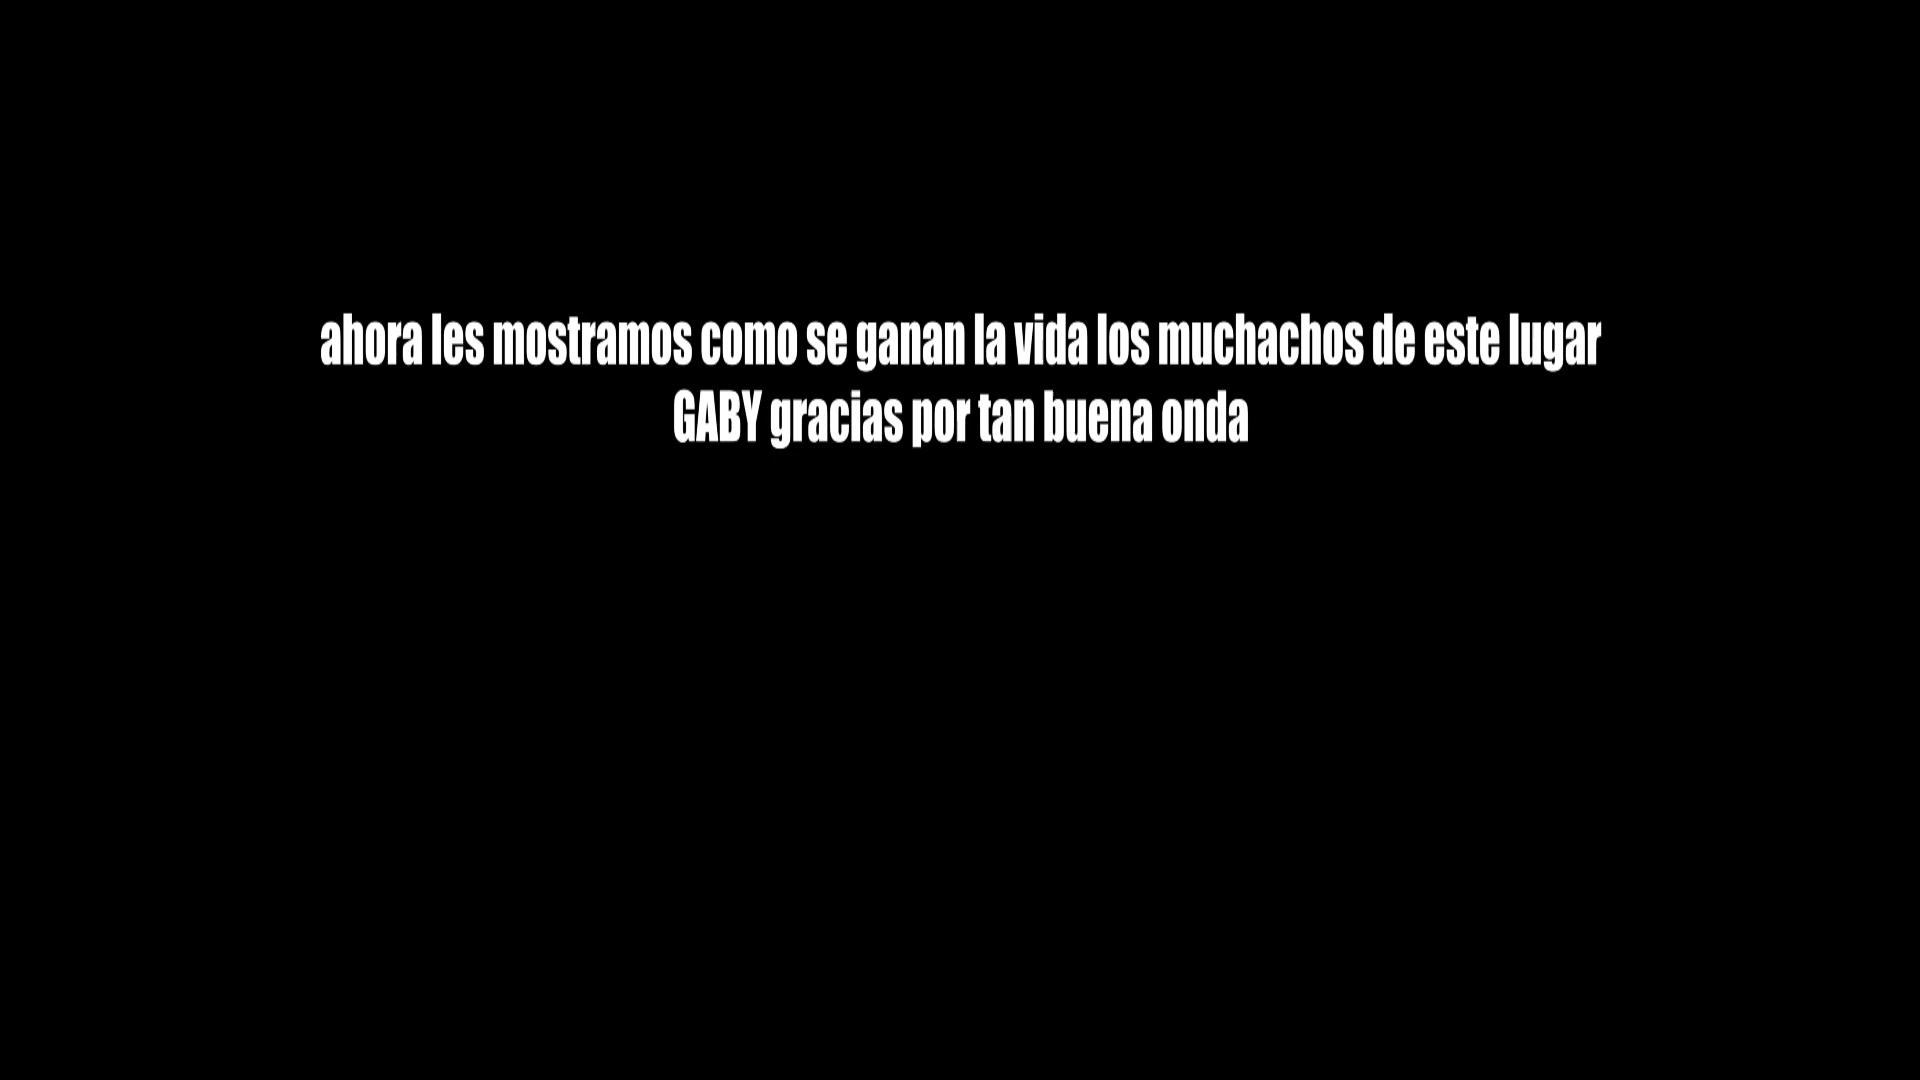 ahora les mostramos como se ganan la vida los muchachos de este lugar
GABY gracias por tan buena onda